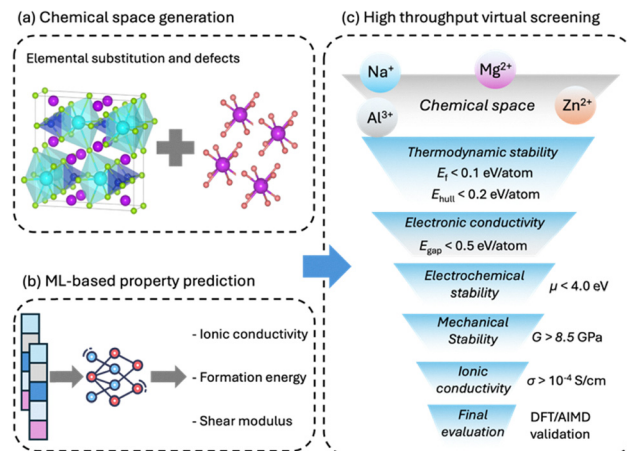 (a) Chemical space generation
Elemental substitution and defects
(b) ML-based property prediction
- Ionic conductivity
- Formation energy
- Shear modulus
(c) High throughput virtual screening
Na⁺
Mg²⁺
Al³⁺
Zn²⁺
Chemical space
Thermodynamic stability
E_f < 0.1 eV/atom
E_hull < 0.2 eV/atom
Electronic conductivity
E_gap < 0.5 eV/atom
Electrochemical
stability
μ < 4.0 eV
Mechanical
Stability
G > 8.5 GPa
Ionic
conductivity
σ > 10⁻⁴ S/cm
Final
evaluation
DFT/AIMD
validation